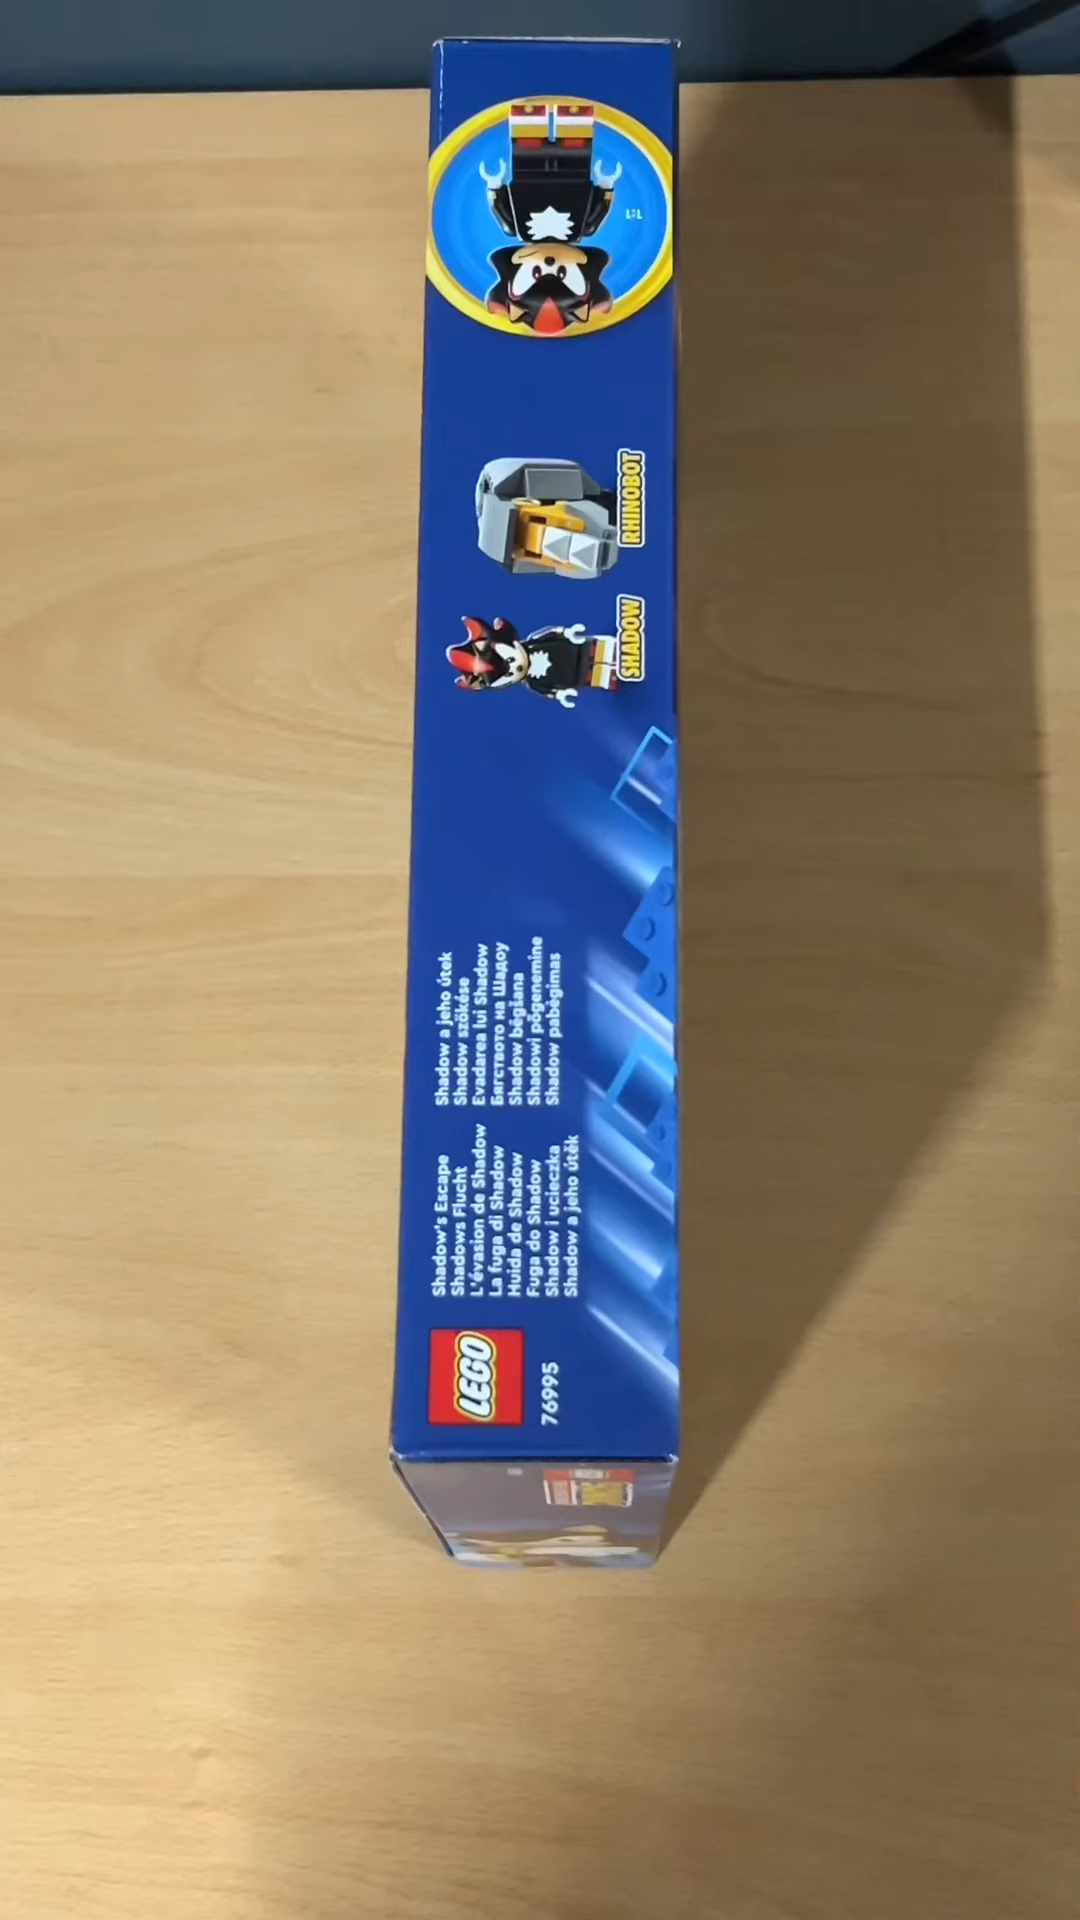 LEGO
76995
Shadow's Escape
Shadows Flucht
L'évasion de Shadow
La fuga di Shadow
Huida de Shadow
Fuga do Shadow
Shadow i ucieczka
Shadow a jeho útěk
Shadow a jeho útek
Shadow szökése
Evadarea lui Shadow
Бягството на Шадоу
Shadow bēgšana
Shadowi põgenemine
Shadow pabėgimas
SHADOW
RHINOBOT